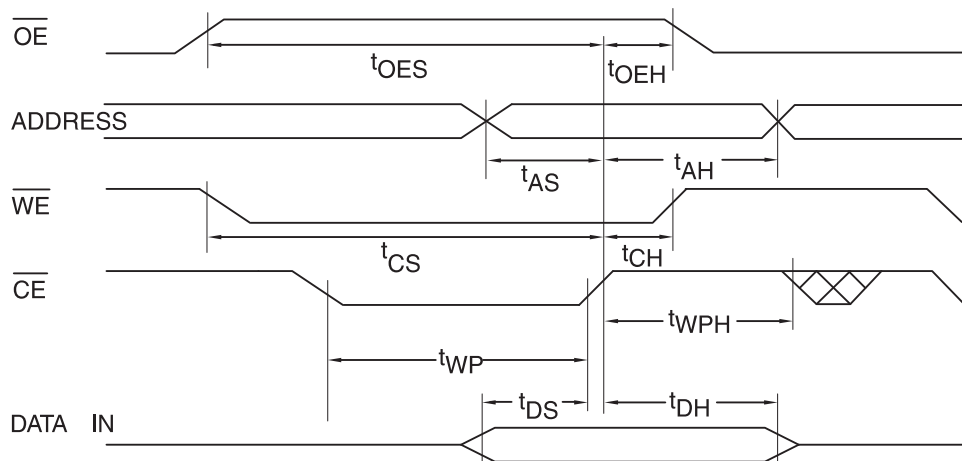 OE
tOES
tOEH
ADDRESS
tAS
tAH
WE
tCS
tCH
CE
tWPH
tWP
tDS
tDH
DATA IN